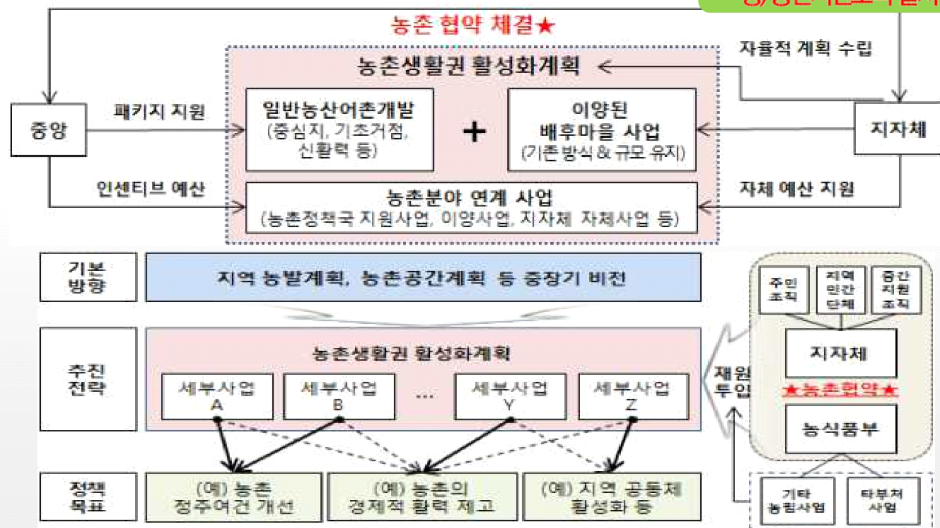 농촌 협약 체결★
농촌생활권 활성화계획
자율적 계획 수립
중앙
패키지 지원
일반농산어촌개발
(중심지, 기초거점,
신활력 등)
+
이양된
배후마을 사업
(기존 방식 & 규모 유지)
지자체
인센티브 예산
농촌분야 연계 사업
(농촌정책국 지원사업, 이양사업, 지자체 자체사업 등)
자체 예산 지원
기본
방향
지역 농발계획, 농촌공간계획 등 중장기 비전
추진
전략
농촌생활권 활성화계획
세부사업
A
세부사업
B
...
세부사업
Y
세부사업
Z
정책
목표
(예) 농촌
정주여건 개선
(예) 농촌의
경제적 활력 제고
(예) 지역 공동체
활성화 등
재원
투입
주민
조직
지역
민간
단체
중간
지원
조직
지자체
★농촌협약★
농식품부
기타
농림사업
타부처
사업